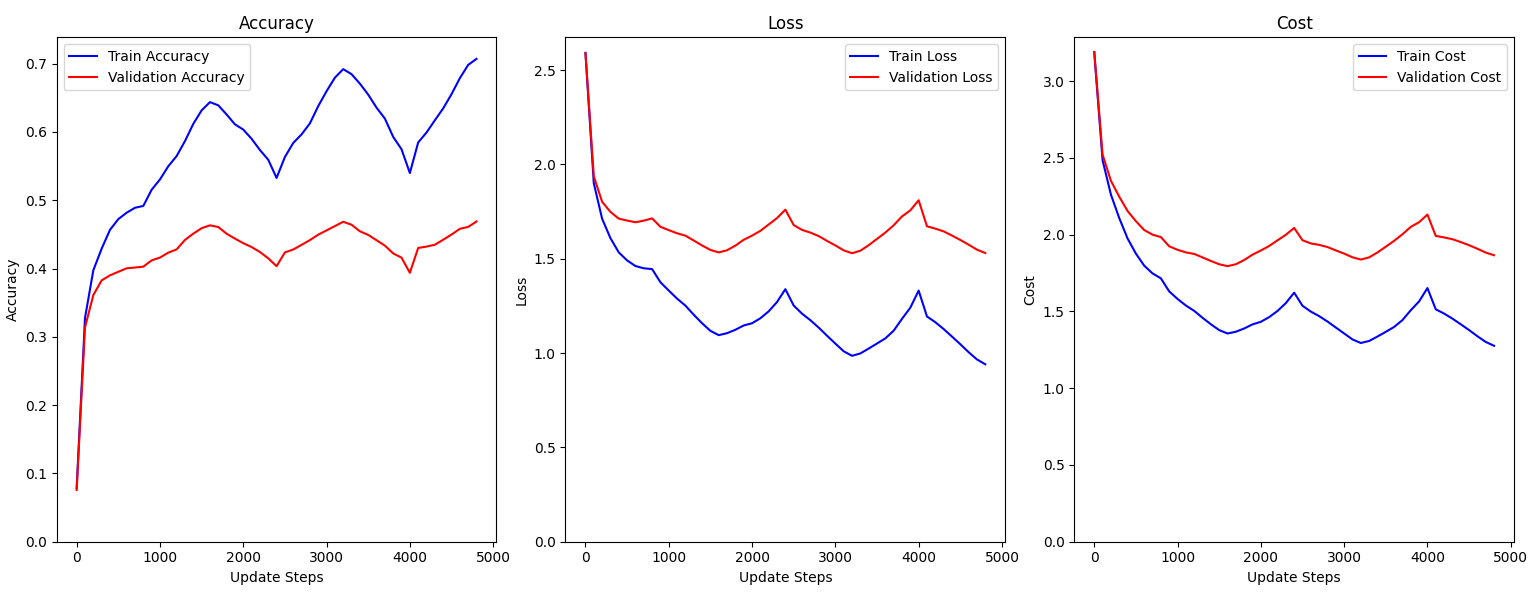 Accuracy
Train Accuracy
Validation Accuracy
0.7
0.6
0.5
0.4
0.3
0.2
0.1
0.0
Accuracy
0
1000
2000
3000
4000
5000
Update Steps
Loss
Train Loss
Validation Loss
2.5
2.0
1.5
1.0
0.5
0.0
Loss
0
1000
2000
3000
4000
5000
Update Steps
Cost
Train Cost
Validation Cost
3.0
2.5
2.0
1.5
1.0
0.5
0.0
Cost
0
1000
2000
3000
4000
5000
Update Steps